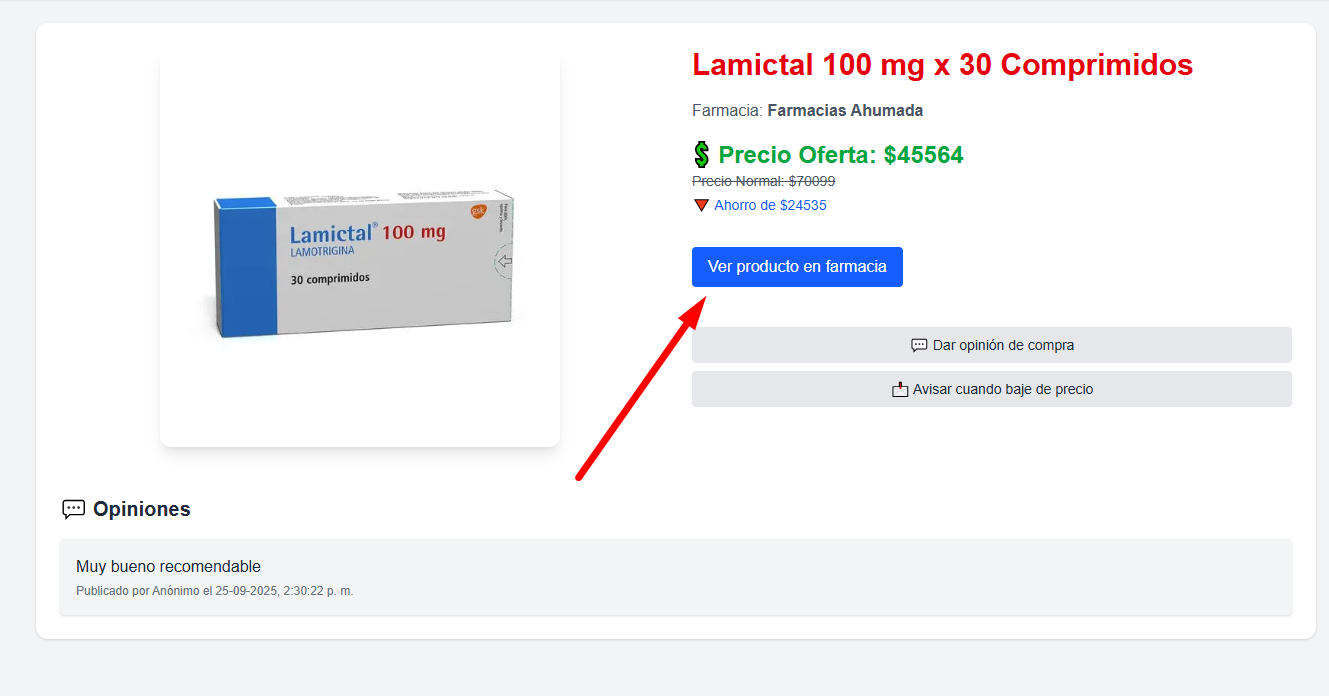 Lamictal 100 mg x 30 Comprimidos
Farmacia: Farmacias Ahumada
Precio Oferta: $45564
Precio Normal: $70099
Ahorro de $24535
Ver producto en farmacia
Dar opinión de compra
Avisar cuando baje de precio
gsk
Lamictal® 100 mg
LAMOTRIGINA
30 comprimidos
Opiniones
Muy bueno recomendable
Publicado por Anónimo el 25-09-2025, 2:30:22 p. m.